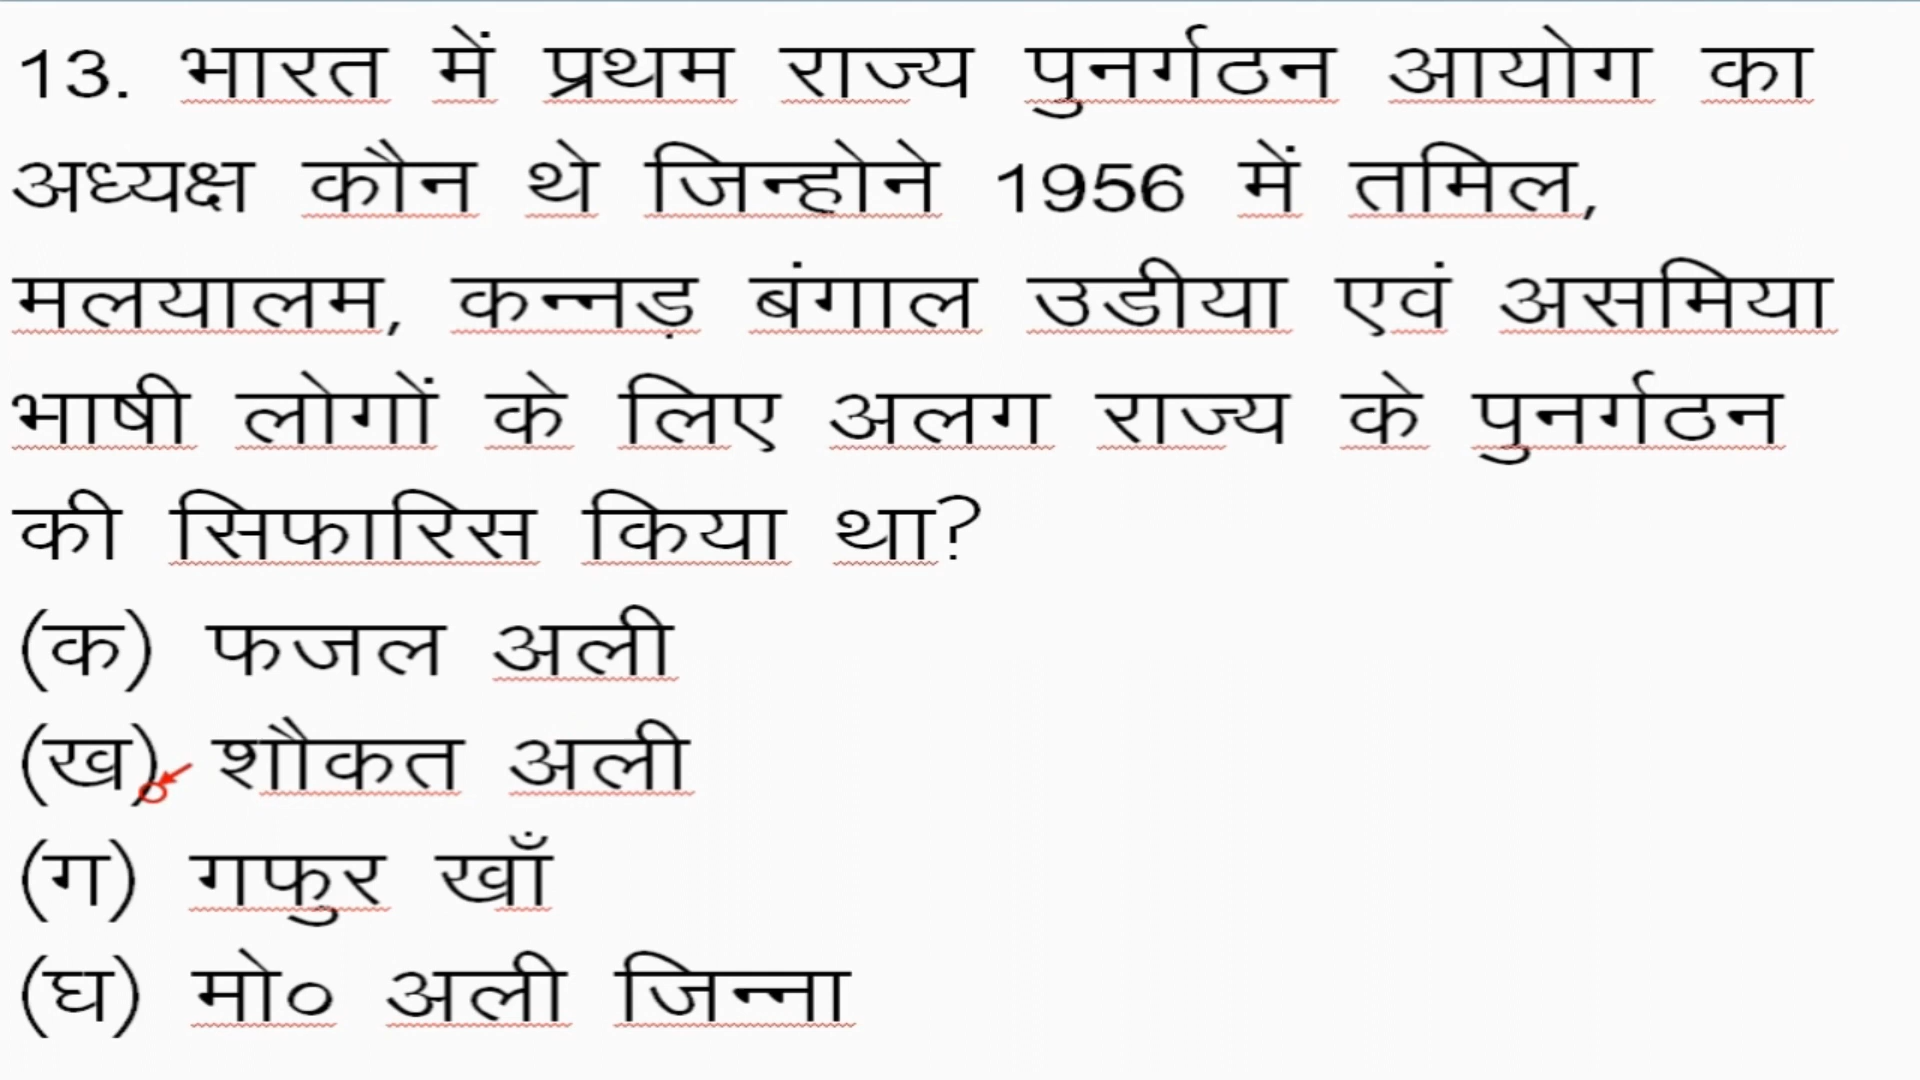 13. भारत में प्रथम राज्य पुनर्गठन आयोग का
अध्यक्ष कौन थे जिन्होने 1956 में तमिल,
मलयालम, कन्नड़ बंगाल उडीया एवं असमिया
भाषी लोगों के लिए अलग राज्य के पुनर्गठन
की सिफारिस किया था?
(क) फजल अली
(ख) शौकत अली
(ग) गफुर खाँ
(घ) मो० अली जिन्ना